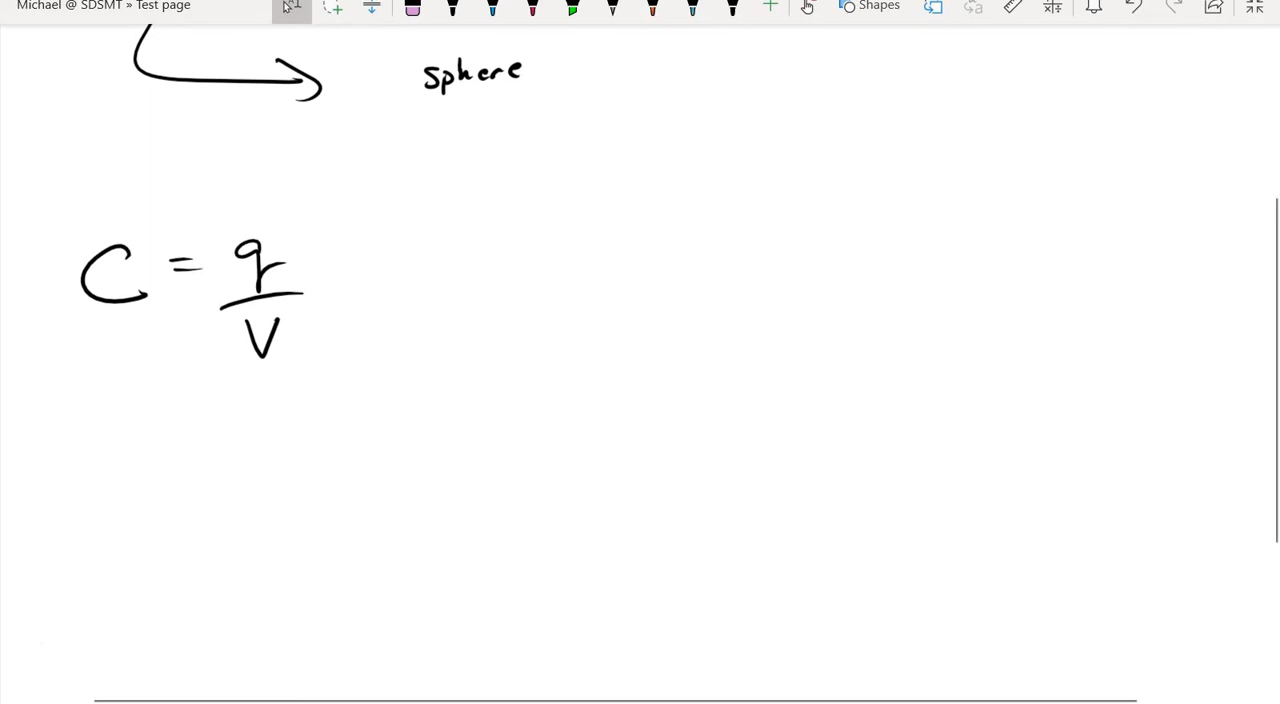 Michael @ SDSMT » Test page
Shapes
sphere
C = q
V